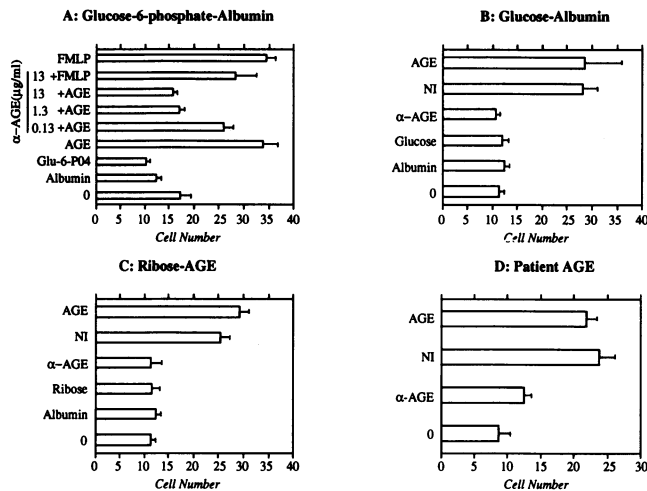 A: Glucose-6-phosphate-Albumin
α-AGE(μg/ml)
FMLP
13 +FMLP
13 +AGE
1.3 +AGE
0.13 +AGE
AGE
Glu-6-P04
Albumin
0
0 5 10 15 20 25 30 35 40
Cell Number
B: Glucose-Albumin
AGE
NI
α-AGE
Glucose
Albumin
0
0 5 10 15 20 25 30 35 40
Cell Number
C: Ribose-AGE
AGE
NI
α-AGE
Ribose
Albumin
0
0 5 10 15 20 25 30 35 40
Cell Number
D: Patient AGE
AGE
NI
α-AGE
0
0 5 10 15 20 25 30
Cell Number